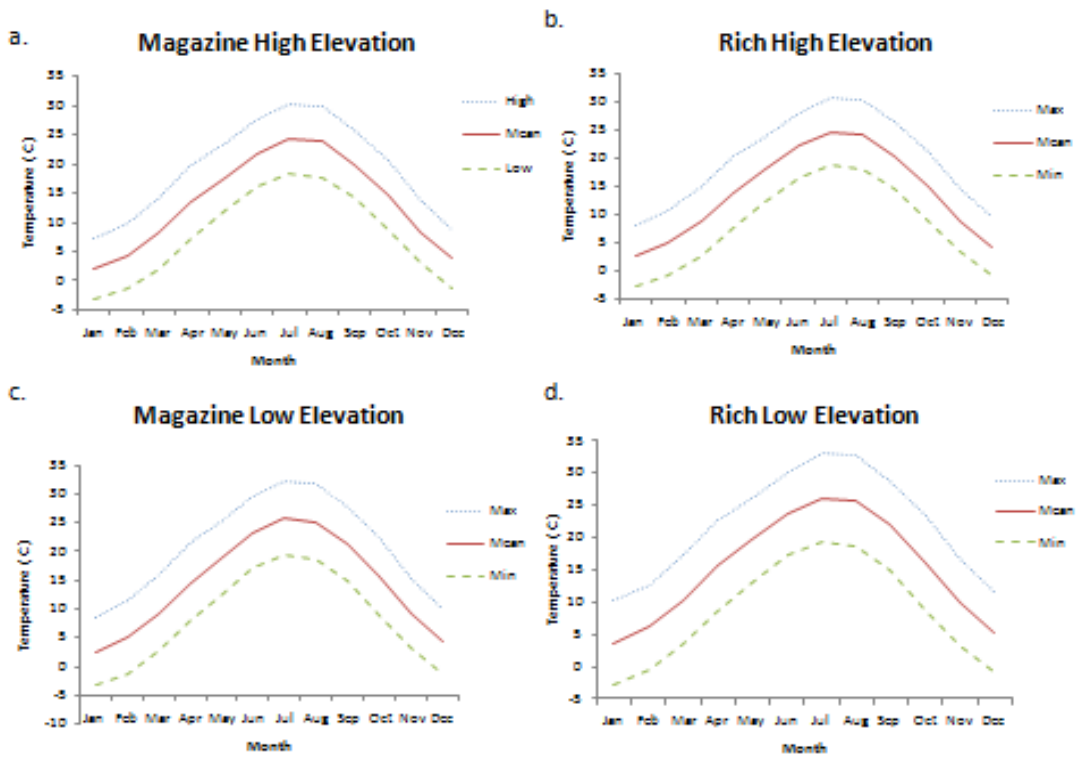 a.
Magazine High Elevation
35
30
25
20
15
10
5
0
-5
Temperature ( C)
Jan Feb Mar Apr May Jun Jul Aug Sep Oct Nov Dec
Month
High
Mean
Low
b.
Rich High Elevation
35
30
25
20
15
10
5
0
-5
Temperature ( C)
Jan Feb Mar Apr May Jun Jul Aug Sep Oct Nov Dec
Month
Max
Mean
Min
c.
Magazine Low Elevation
35
30
25
20
15
10
5
0
-5
-10
Temperature ( C)
Jan Feb Mar Apr May Jun Jul Aug Sep Oct Nov Dec
Month
Max
Mean
Min
d.
Rich Low Elevation
35
30
25
20
15
10
5
0
-5
Temperature ( C)
Jan Feb Mar Apr May Jun Jul Aug Sep Oct Nov Dec
Month
Max
Mean
Min